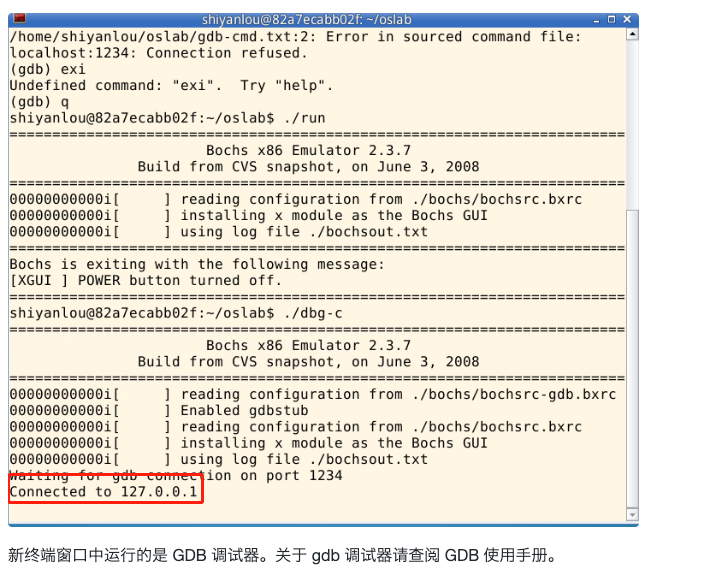 shiyanlou@82a7ecabb02f: ~/oslab
/home/shiyanlou/oslab/gdb-cmd.txt:2: Error in sourced command file:
localhost:1234: Connection refused.
(gdb) exi
Undefined command: "exi".  Try "help".
(gdb) q
shiyanlou@82a7ecabb02f:~/oslab$ ./run
========================================================================
                        Bochs x86 Emulator 2.3.7
                Build from CVS snapshot, on June 3, 2008
========================================================================
00000000000i[     ] reading configuration from ./bochs/bochsrc.bxrc
00000000000i[     ] installing x module as the Bochs GUI
00000000000i[     ] using log file ./bochsout.txt
========================================================================
Bochs is exiting with the following message:
[XGUI ] POWER button turned off.
========================================================================
shiyanlou@82a7ecabb02f:~/oslab$ ./dbg-c
========================================================================
                        Bochs x86 Emulator 2.3.7
                Build from CVS snapshot, on June 3, 2008
========================================================================
00000000000i[     ] reading configuration from ./bochs/bochsrc-gdb.bxrc
00000000000i[     ] Enabled gdbstub
00000000000i[     ] reading configuration from ./bochs/bochsrc.bxrc
00000000000i[     ] installing x module as the Bochs GUI
00000000000i[     ] using log file ./bochsout.txt
Waiting for gdb connection on port 1234
Connected to 127.0.0.1
新终端窗口中运行的是 GDB 调试器。关于 gdb 调试器请查阅 GDB 使用手册。